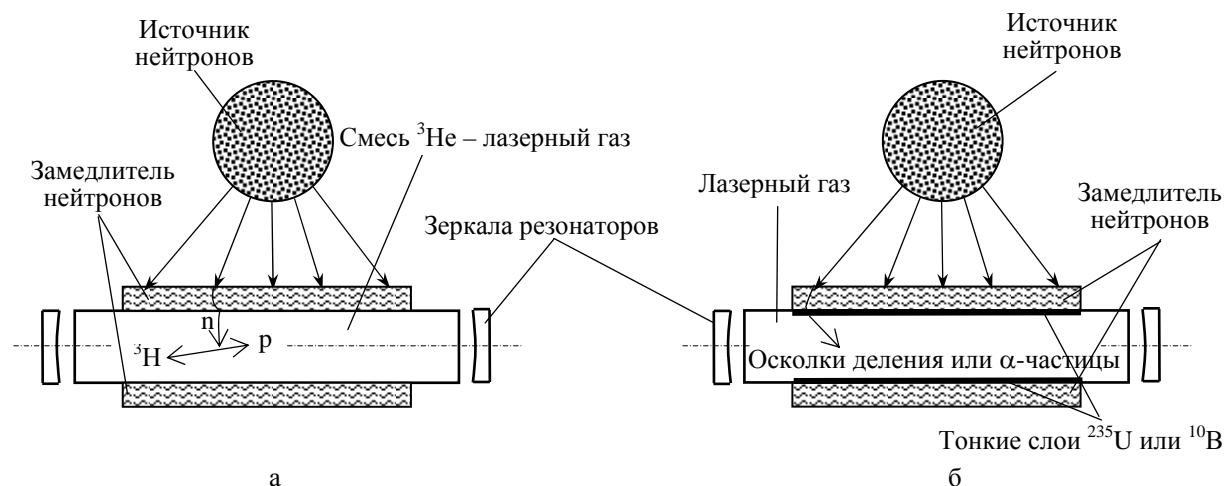 Источник
нейтронов
Смесь ³He – лазерный газ
Замедлитель
нейтронов
Зеркала резонаторов
n
³H
p
а
Источник
нейтронов
Лазерный газ
Замедлитель
нейтронов
Осколки деления или α-частицы
Тонкие слои ²³⁵U или ¹⁰B
б